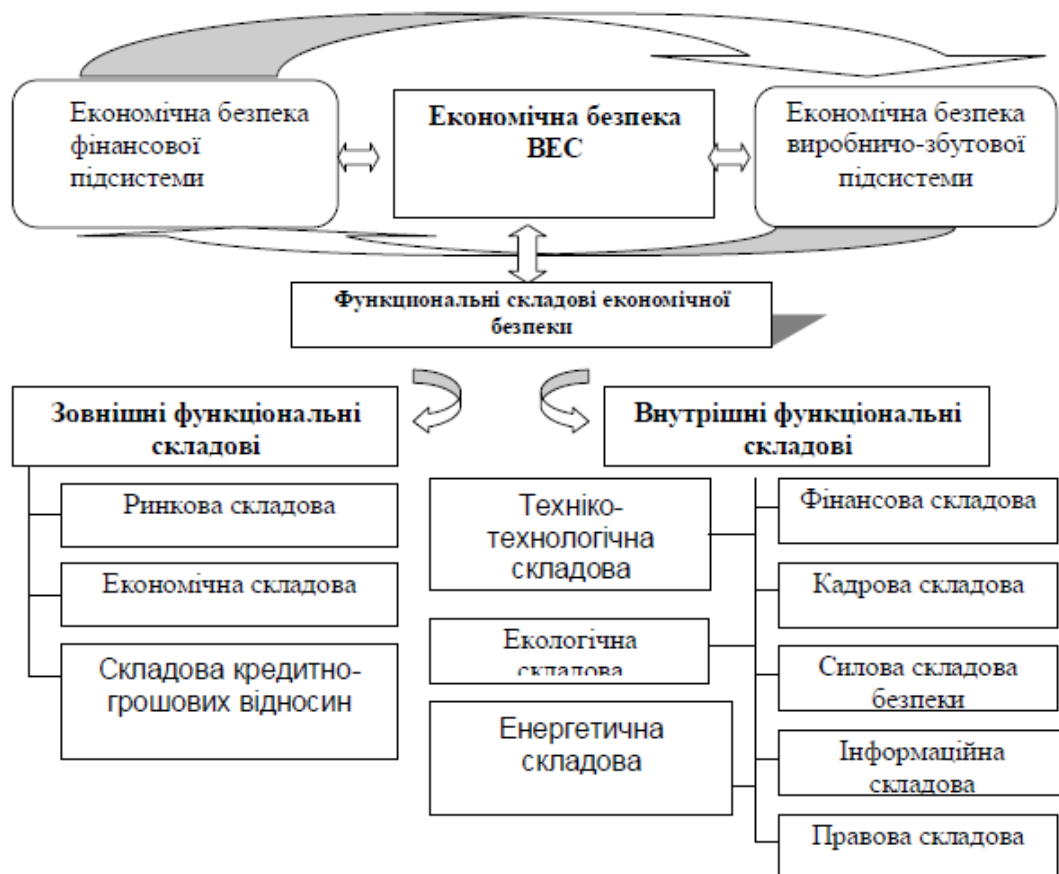 Економічна безпека
фінансової
підсистеми
Економічна безпека
ВЕС
Економічна безпека
виробничо-збутової
підсистеми
Функциональні складові економічної
безпеки
Зовнішні функціональні
складові
Внутрішні функціональні
складові
Ринкова складова
Економічна складова
Складова кредитно-
грошових відносин
Техніко-
технологічна
складова
Екологічна
складова
Енергетична
складова
Фінансова складова
Кадрова складова
Силова складова
безпеки
Інформаційна
складова
Правова складова